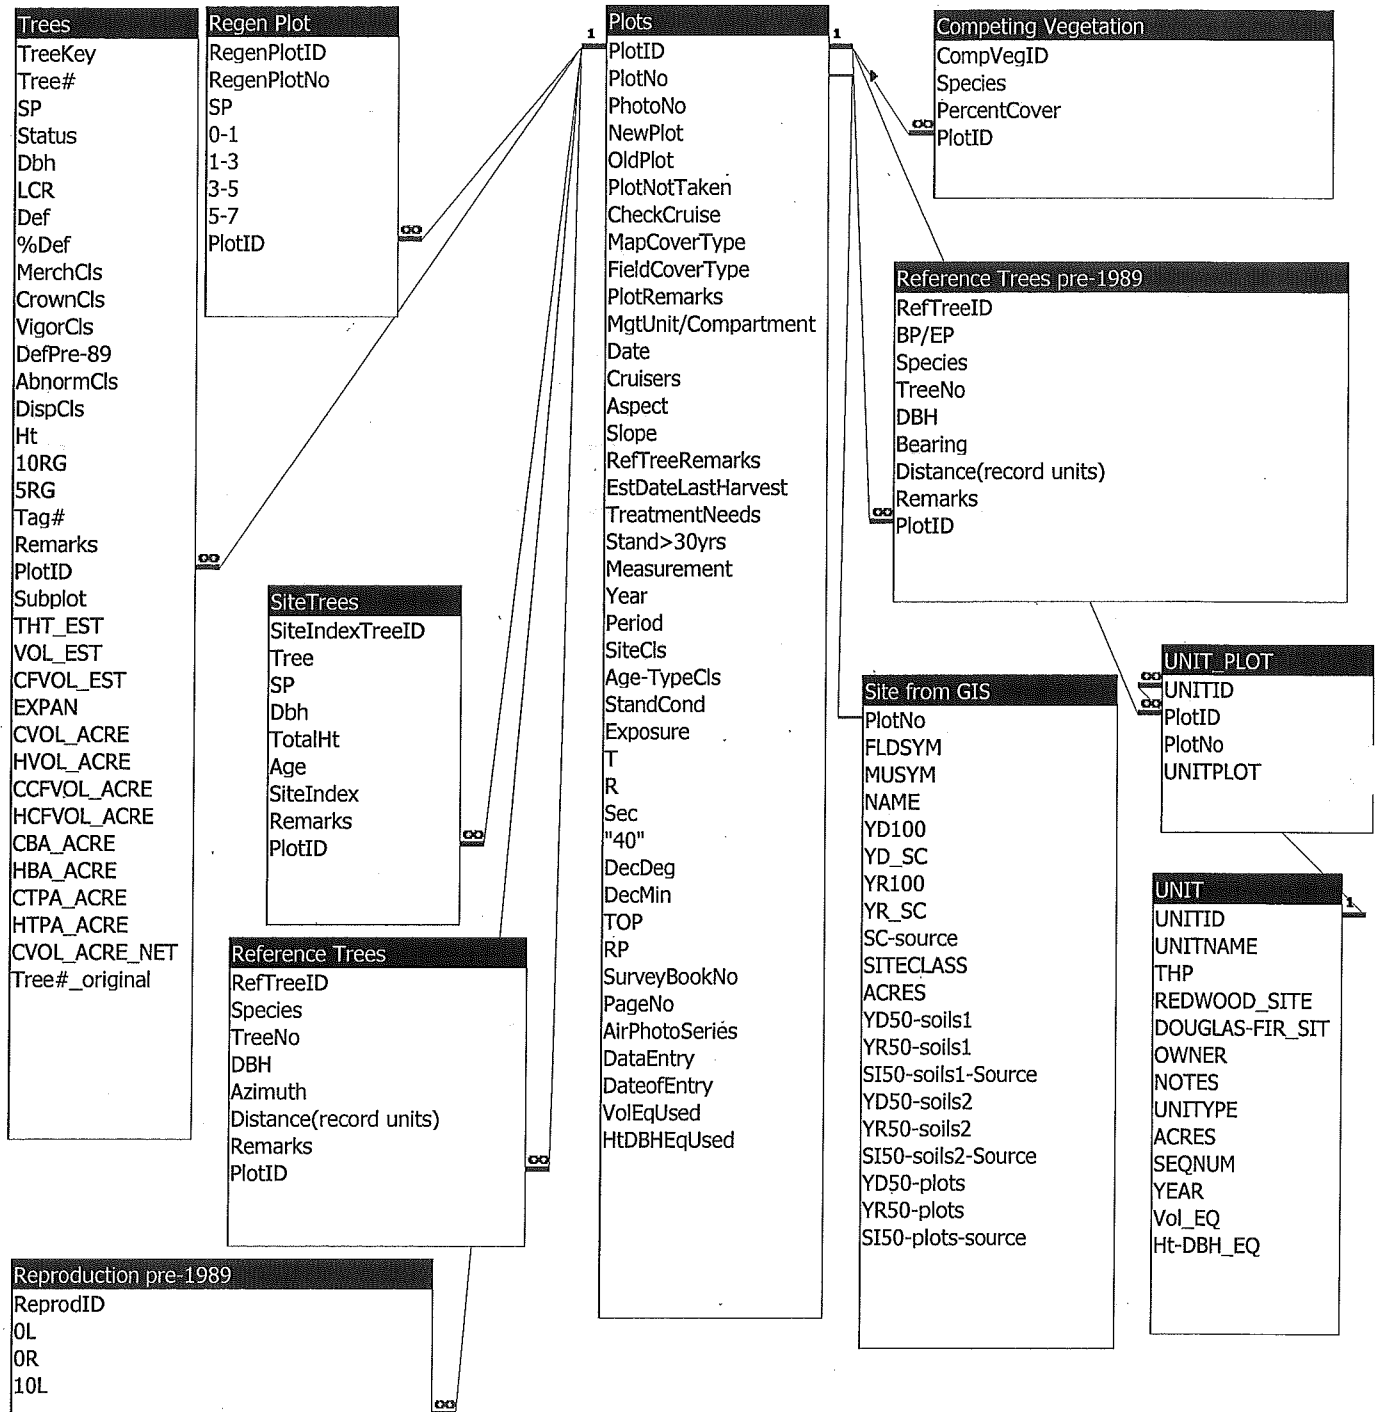 Trees
TreeKey
Tree#
SP
Status
Dbh
LCR
Def
%Def
MerchCls
CrownCls
VigorCls
DefPre-89
AbnormCls
DispCls
Ht
10RG
5RG
Tag#
Remarks
PlotID
Subplot
THT_EST
VOL_EST
CFVOL_EST
EXPAN
CVOL_ACRE
HVOL_ACRE
CCFVOL_ACRE
HCFVOL_ACRE
CBA_ACRE
HBA_ACRE
CTPA_ACRE
HTPA_ACRE
CVOL_ACRE_NET
Tree#_original
∞
Regen Plot
RegenPlotID
RegenPlotNo
SP
0-1
1-3
3-5
5-7
PlotID
∞
SiteTrees
SiteIndexTreeID
Tree
SP
Dbh
TotalHt
Age
SiteIndex
Remarks
PlotID
∞
Reference Trees
RefTreeID
Species
TreeNo
DBH
Azimuth
Distance(record units)
Remarks
PlotID
∞
Reproduction pre-1989
ReprodID
0L
0R
10L
∞
1
Plots
1
PlotID
PlotNo
PhotoNo
NewPlot
OldPlot
PlotNotTaken
CheckCruise
MapCoverType
FieldCoverType
PlotRemarks
MgtUnit/Compartment
Date
Cruisers
Aspect
Slope
RefTreeRemarks
EstDateLastHarvest
TreatmentNeeds
Stand>30yrs
Measurement
Year
Period
SiteCls
Age-TypeCls
StandCond
Exposure
T
R
Sec
"40"
DecDeg
DecMin
TOP
RP
SurveyBookNo
PageNo
AirPhotoSeries
DataEntry
DateofEntry
VolEqUsed
HtDBHEqUsed
Competing Vegetation
CompVegID
Species
PercentCover
∞
PlotID
Reference Trees pre-1989
RefTreeID
BP/EP
Species
TreeNo
DBH
Bearing
Distance(record units)
Remarks
∞
PlotID
Site from GIS
PlotNo
FLDSYM
MUSYM
NAME
YD100
YD_SC
YR100
YR_SC
SC-source
SITECLASS
ACRES
YD50-soils1
YR50-soils1
SI50-soils1-Source
YD50-soils2
YR50-soils2
SI50-soils2-Source
YD50-plots
YR50-plots
SI50-plots-source
UNIT_PLOT
∞
UNITID
∞
PlotID
PlotNo
UNITPLOT
UNIT
1
UNITID
UNITNAME
THP
REDWOOD_SITE
DOUGLAS-FIR_SIT
OWNER
NOTES
UNITYPE
ACRES
SEQNUM
YEAR
Vol_EQ
Ht-DBH_EQ